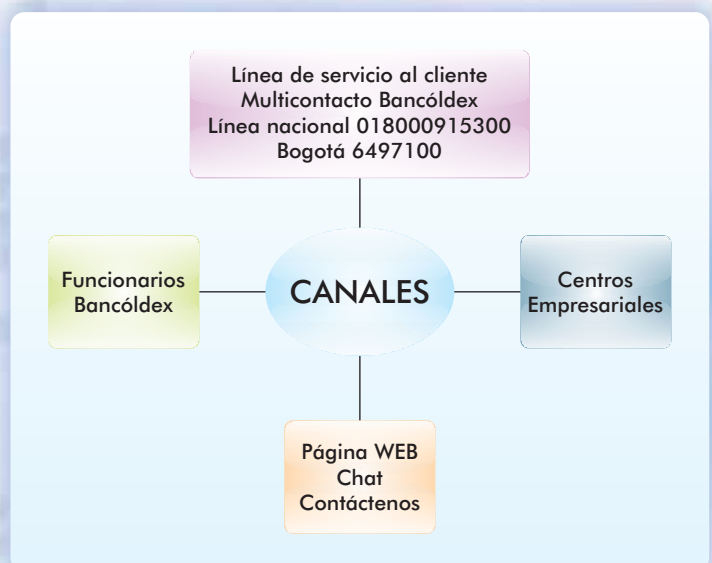 Línea de servicio al cliente
Multicontacto Bancóldex
Línea nacional 018000915300
Bogotá 6497100
Funcionarios
Bancóldex
CANALES
Centros
Empresariales
Página WEB
Chat
Contáctenos